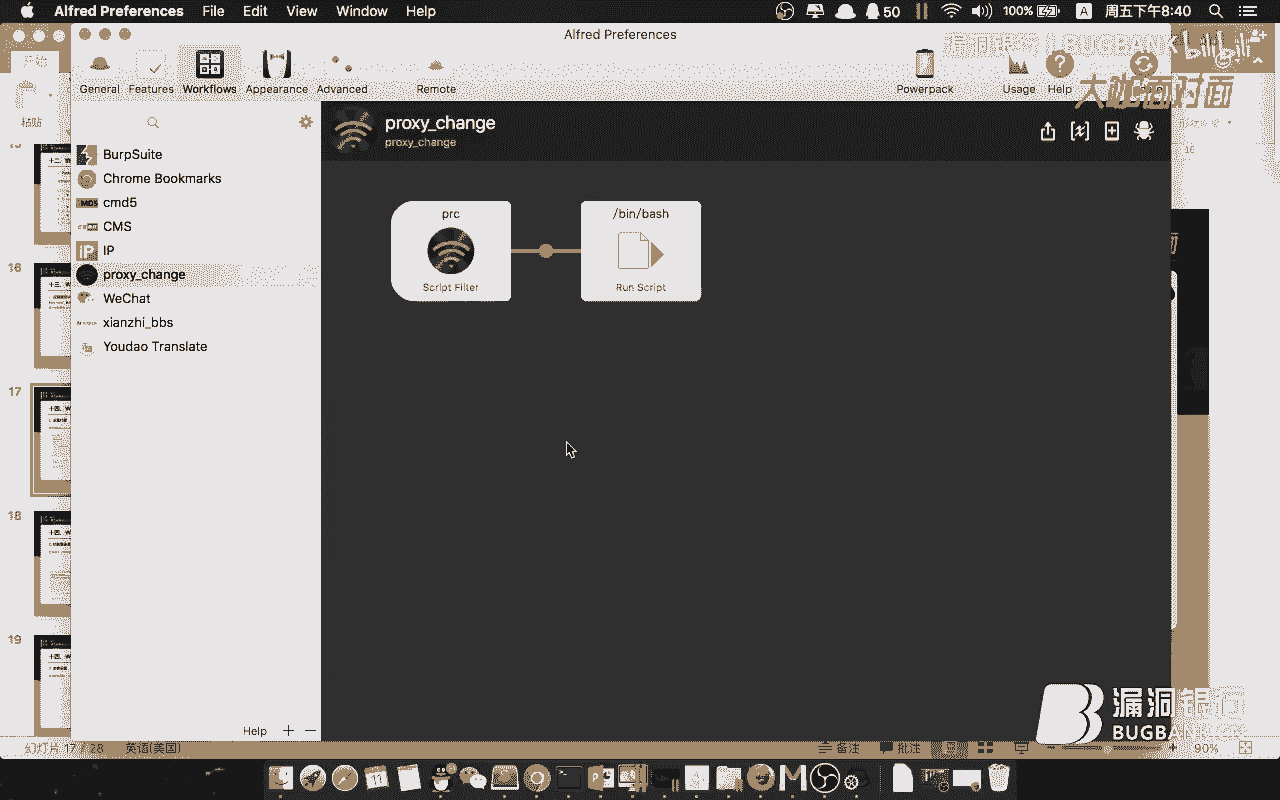 Alfred Preferences File Edit View Window Help
50 100% A 周五下午8:40
Alfred Preferences
开始
漏洞银行 BUGBANK bilibili
大咖面对面
General Features Workflows Appearance Advanced Remote Powerpack Usage Help
粘贴
proxy_change
proxy_change
BurpSuite
Chrome Bookmarks
cmd5
CMS
IP
proxy_change
WeChat
xianzhi_bbs
Youdao Translate
prc
Script Filter
/bin/bash
Run Script
16
17
18
19
Help
漏洞银行
BUGBANK
幻灯片 17 / 28 英语(美国) 备注 批注 90%